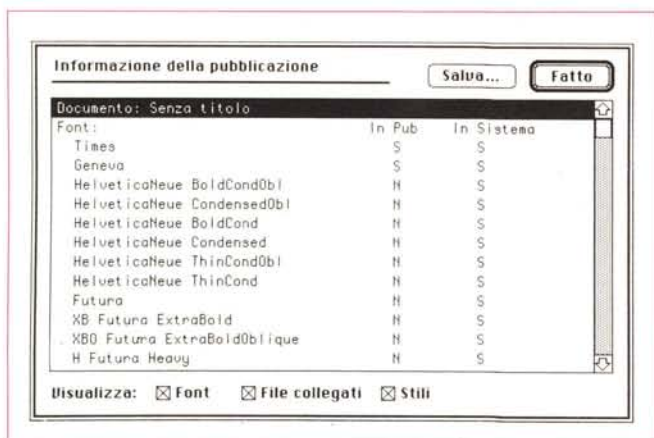 Informazione della pubblicazione
Salva... Fatto
Documento: Senza titolo
Font: In Pub In Sistema
Times S S
Geneva S S
HelveticaNeue BoldCondObl N S
HelveticaNeue CondensedObl N S
HelveticaNeue BoldCond N S
HelveticaNeue Condensed N S
HelveticaNeue ThinCondObl N S
HelveticaNeue ThinCond N S
Futura N S
XB Futura ExtraBold N S
XBO Futura ExtraBoldOblique N S
H Futura Heavy N S
Visualizza: Font File collegati Stili